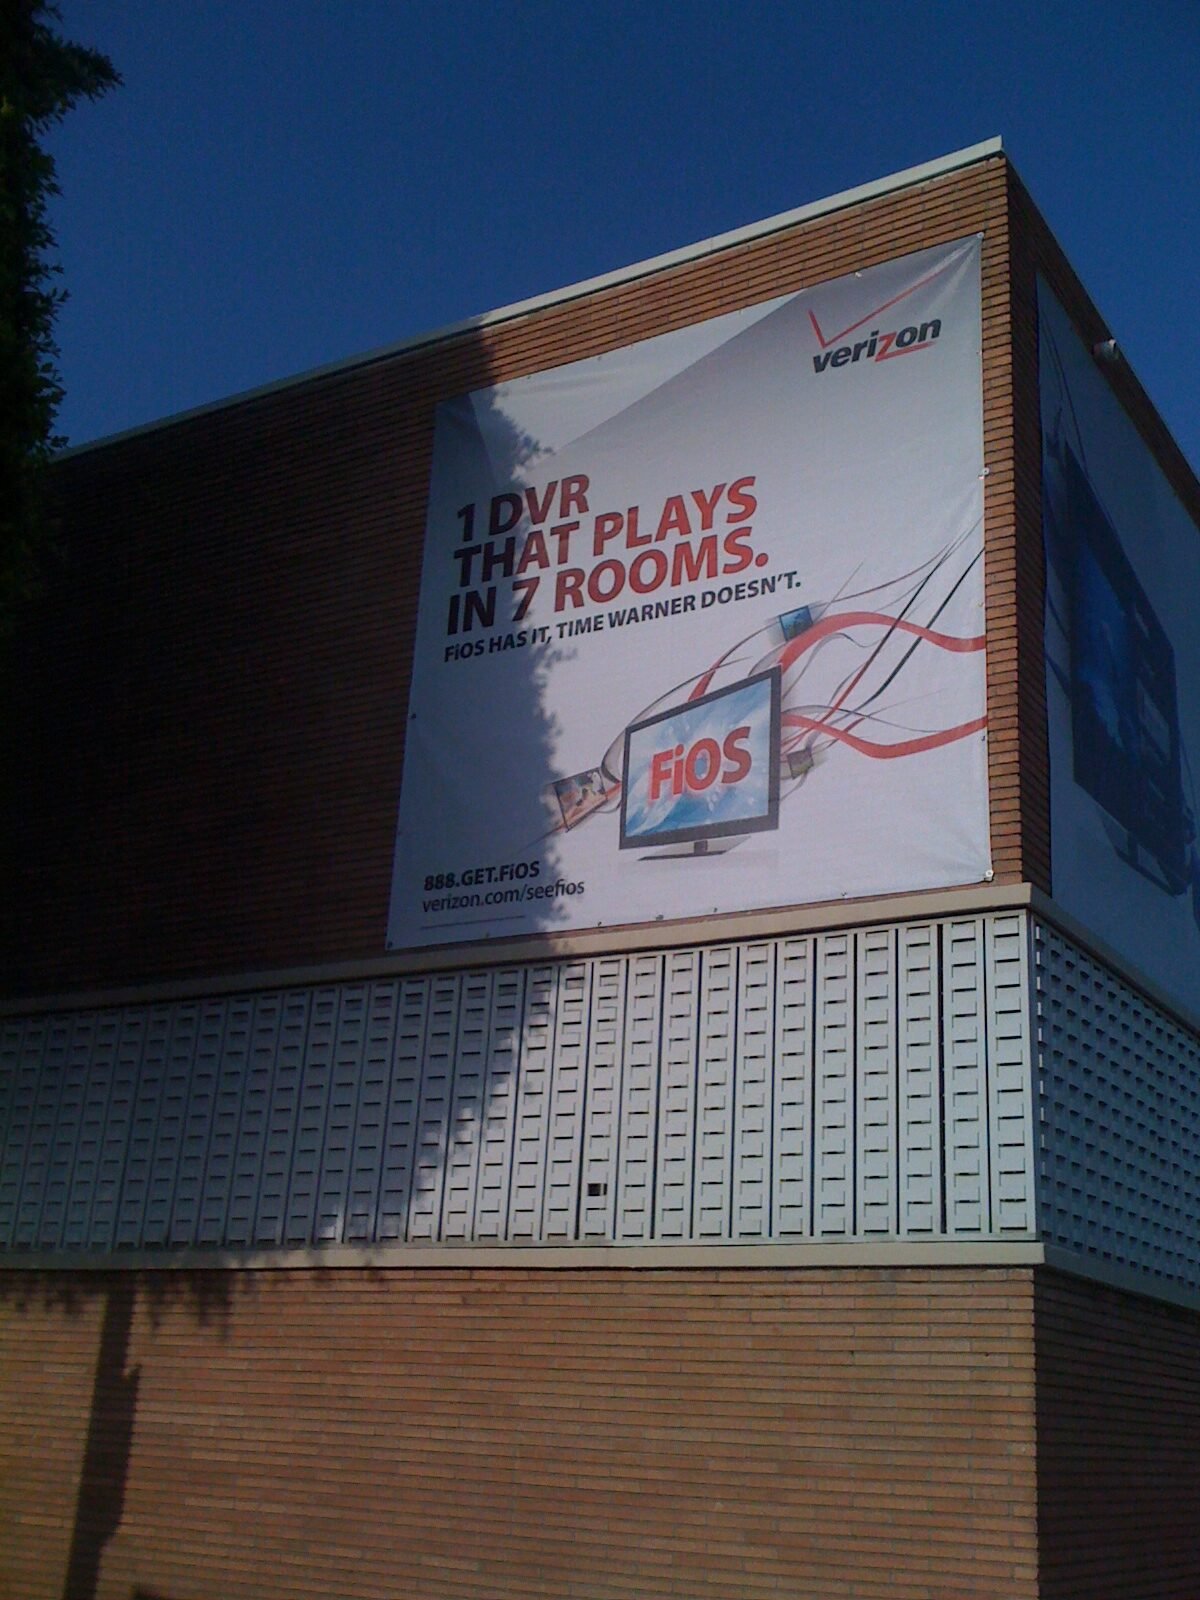 verizon
1 DVR
THAT PLAYS
IN 7 ROOMS.
FiOS HAS IT, TIME WARNER DOESN'T.
FiOS
888.GET.FiOS
verizon.com/seefios